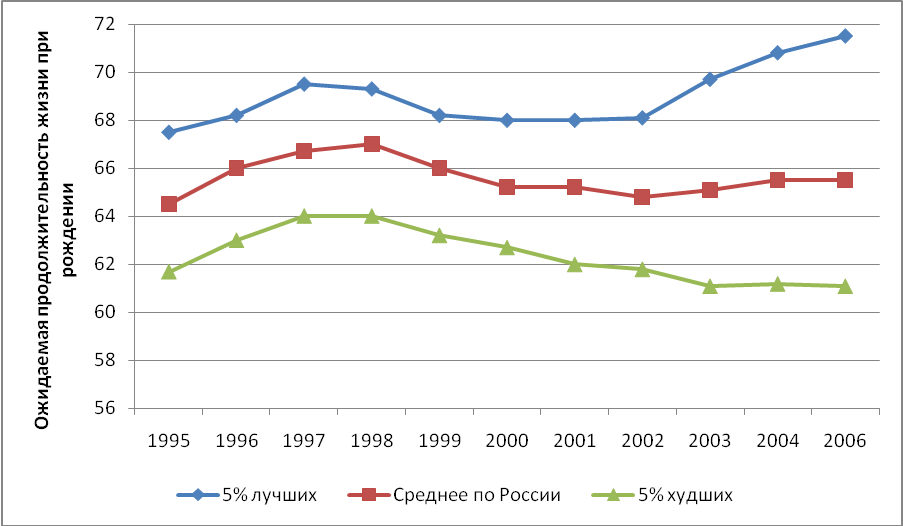 Ожидаемая продолжительность жизни при
рождении
72
70
68
66
64
62
60
58
56
1995 1996 1997 1998 1999 2000 2001 2002 2003 2004 2006
5% лучших Среднее по России 5% худших